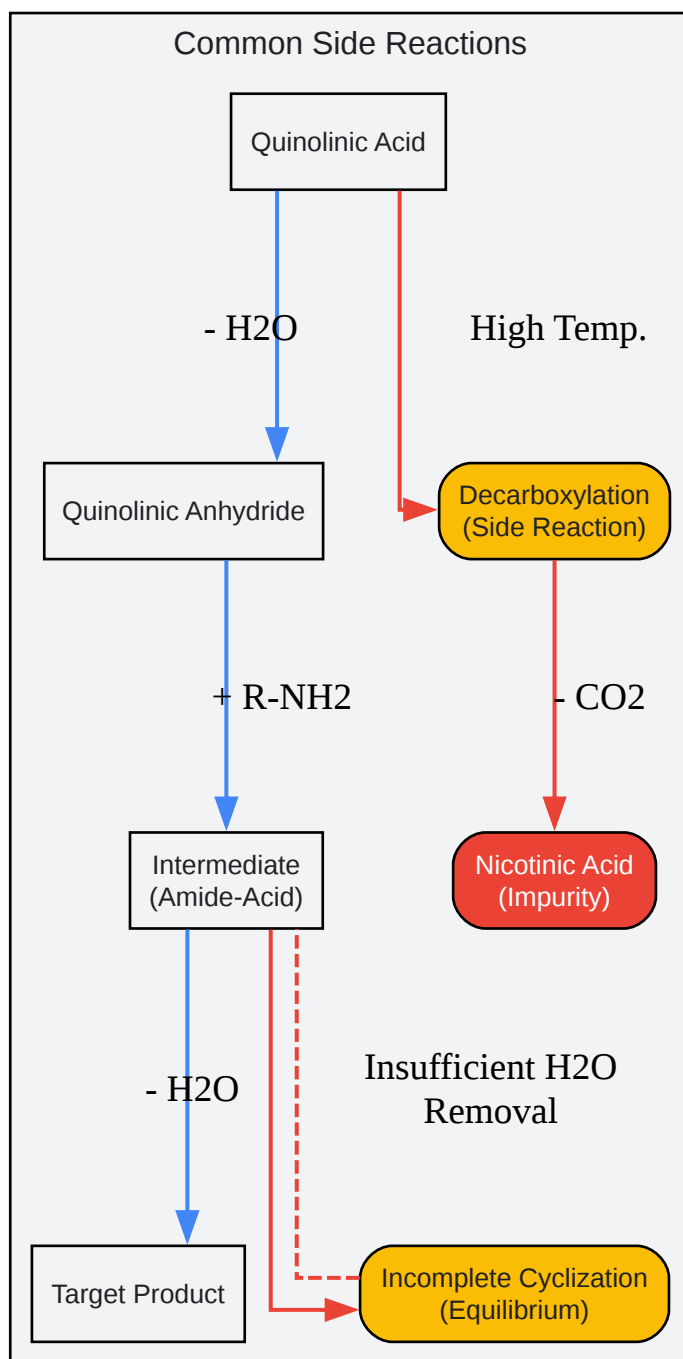 Common Side Reactions
Quinolinic Acid
- H2O
High Temp.
Quinolinic Anhydride
Decarboxylation
(Side Reaction)
+ R-NH2
- CO2
Intermediate
(Amide-Acid)
Nicotinic Acid
(Impurity)
- H2O
Insufficient H2O
Removal
Target Product
Incomplete Cyclization
(Equilibrium)